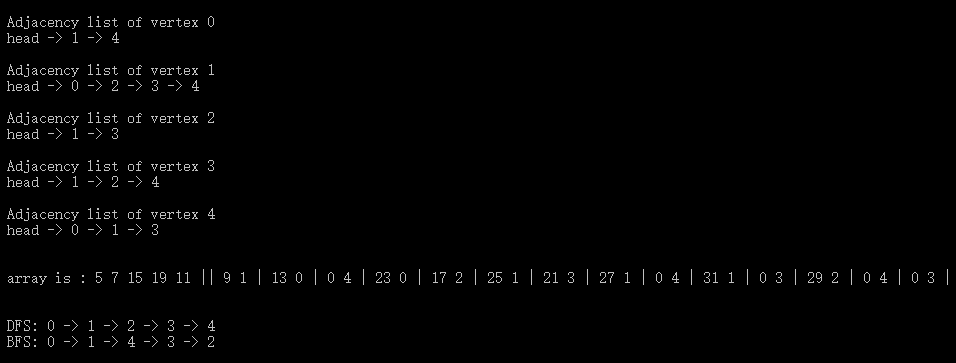 Adjacency list of vertex 0
head -> 1 -> 4
Adjacency list of vertex 1
head -> 0 -> 2 -> 3 -> 4
Adjacency list of vertex 2
head -> 1 -> 3
Adjacency list of vertex 3
head -> 1 -> 2 -> 4
Adjacency list of vertex 4
head -> 0 -> 1 -> 3
array is : 5 7 15 19 11 || 9 1 | 13 0 | 0 4 | 23 0 | 17 2 | 25 1 | 21 3 | 27 1 | 0 4 | 31 1 | 0 3 | 29 2 | 0 4 | 0 3 |
DFS: 0 -> 1 -> 2 -> 3 -> 4
BFS: 0 -> 1 -> 4 -> 3 -> 2